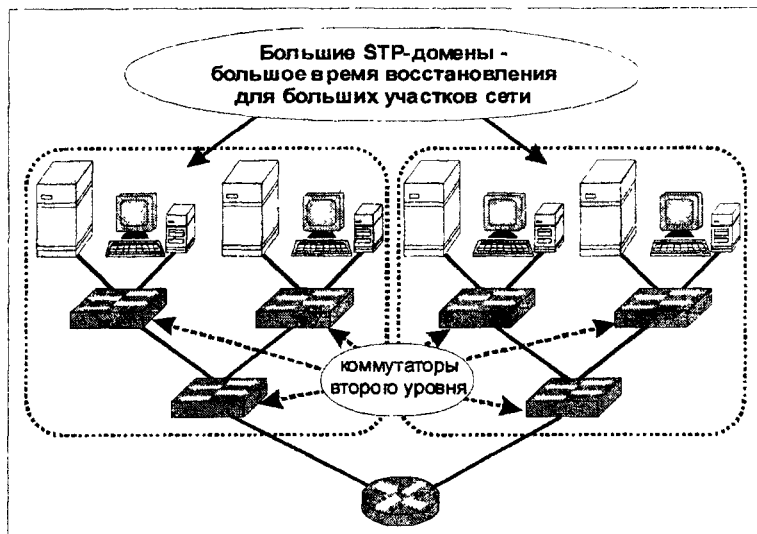 Большие STP-домены -
большое время восстановления
для больших участков сети
коммутаторы
второго уровня